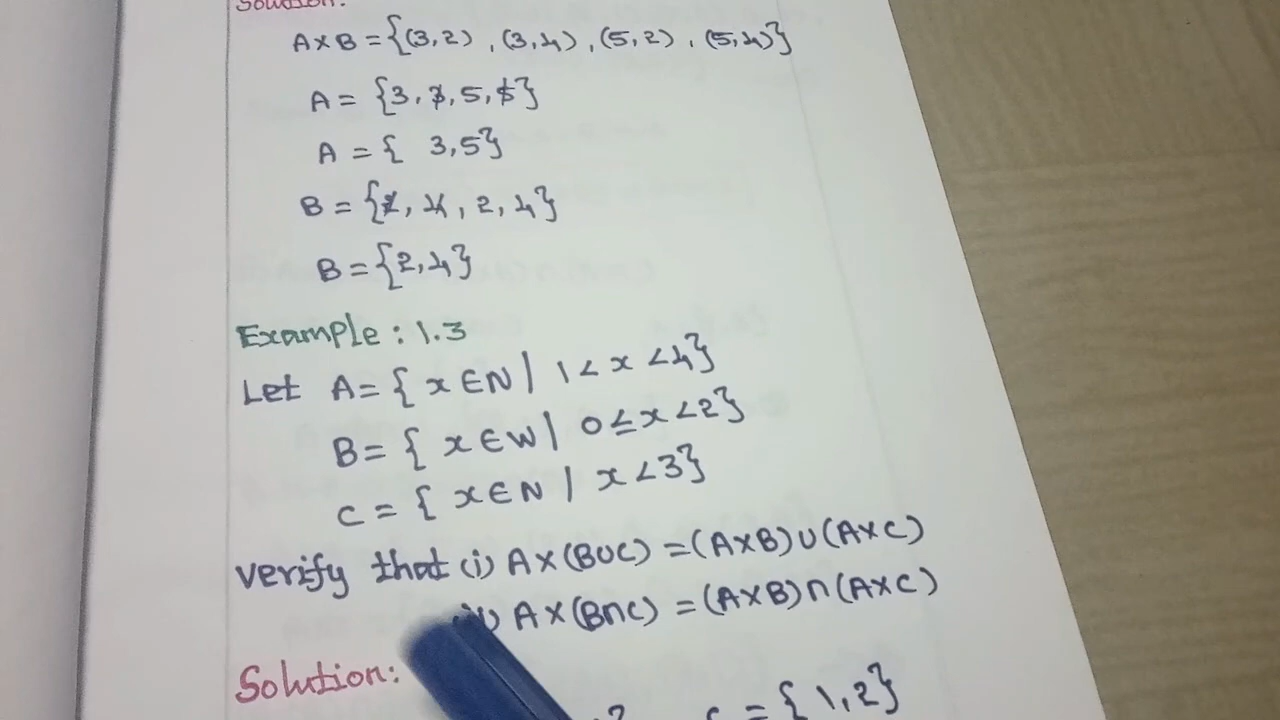 Solution:
A×B = {(3,2), (3,4), (5,2), (5,4)}
A = {3, 3, 5, 5}
A = { 3,5}
B = {2, 4, 2, 4}
B = {2,4}
Example: 1.3
Let A = { x ∈ N | 1 < x < 4}
B = { x ∈ W | 0 ≤ x < 2}
C = { x ∈ N | x < 3}
verify that (i) A × (B∪C) = (A×B) ∪ (A×C)
A × (B∩C) = (A×B) ∩ (A×C)
Solution:
C = {1,2}